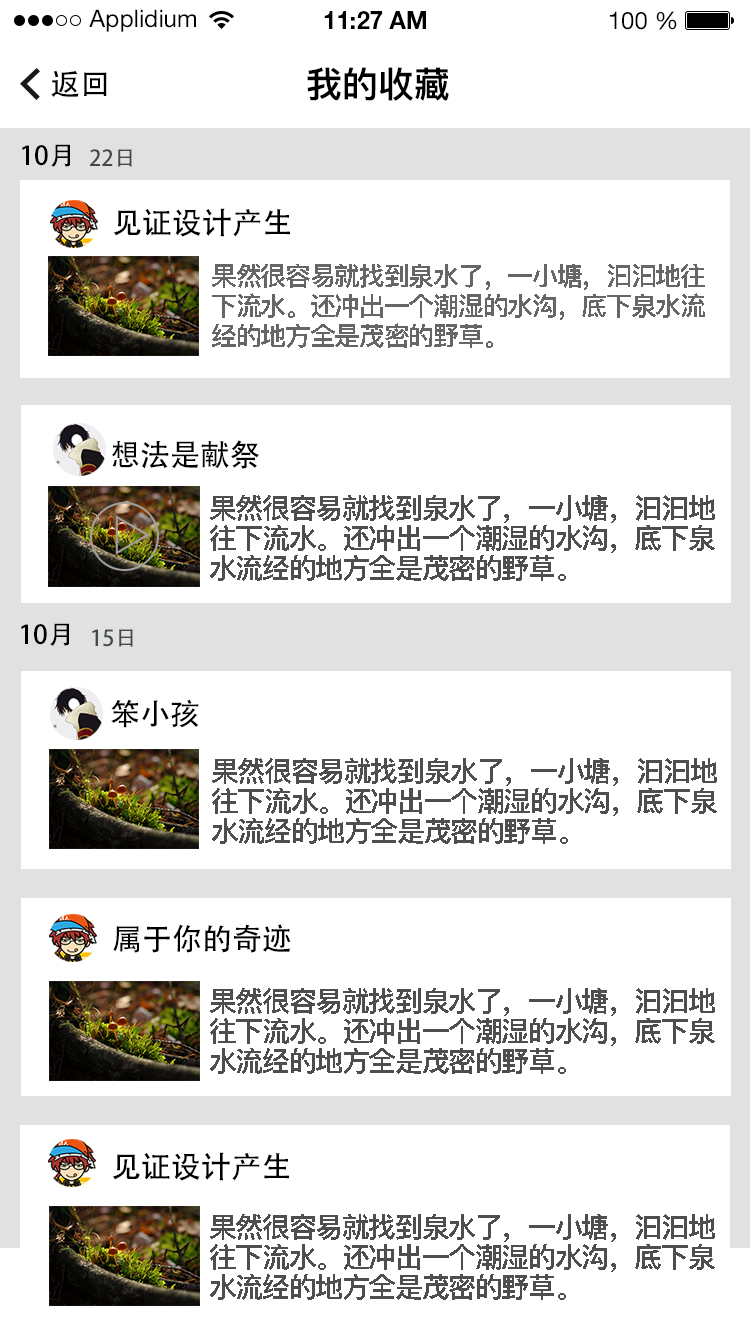 Applidium 11:27 AM 100 %
返回 我的收藏
10月 22日
见证设计产生
果然很容易就找到泉水了，一小塘，汩汩地往
下流水。还冲出一个潮湿的水沟，底下泉水流
经的地方全是茂密的野草。
想法是献祭
果然很容易就找到泉水了，一小塘，汩汩地
往下流水。还冲出一个潮湿的水沟，底下泉
水流经的地方全是茂密的野草。
10月 15日
笨小孩
果然很容易就找到泉水了，一小塘，汩汩地
往下流水。还冲出一个潮湿的水沟，底下泉
水流经的地方全是茂密的野草。
属于你的奇迹
果然很容易就找到泉水了，一小塘，汩汩地
往下流水。还冲出一个潮湿的水沟，底下泉
水流经的地方全是茂密的野草。
见证设计产生
果然很容易就找到泉水了，一小塘，汩汩地
往下流水。还冲出一个潮湿的水沟，底下泉
水流经的地方全是茂密的野草。